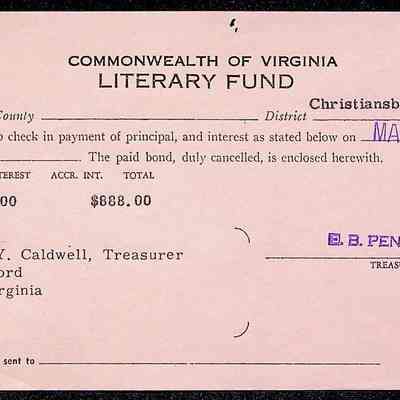 COMMONWEALTH OF VIRGINIA
LITERARY FUND
Christiansb
County District
check in payment of principal, and interest as stated below on MA
The paid bond, duly cancelled, is enclosed herewith.
TEREST ACCR. INT. TOTAL
00 $888.00
Y. Caldwell, Treasurer
E. B. PEN
ord
TREASU
rginia
sent to